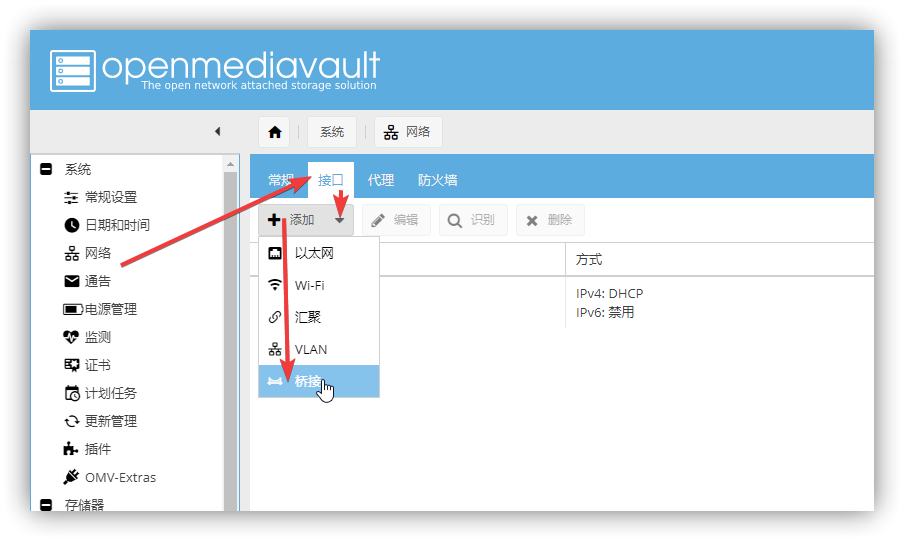 openmediavault
The open network attached storage solution
系统
网络
系统
常规设置
日期和时间
网络
通告
电源管理
监测
证书
计划任务
更新管理
插件
OMV-Extras
存储器
常规
接口
代理
防火墙
添加
编辑
识别
删除
以太网
Wi-Fi
汇聚
VLAN
桥接
方式
IPv4: DHCP
IPv6: 禁用